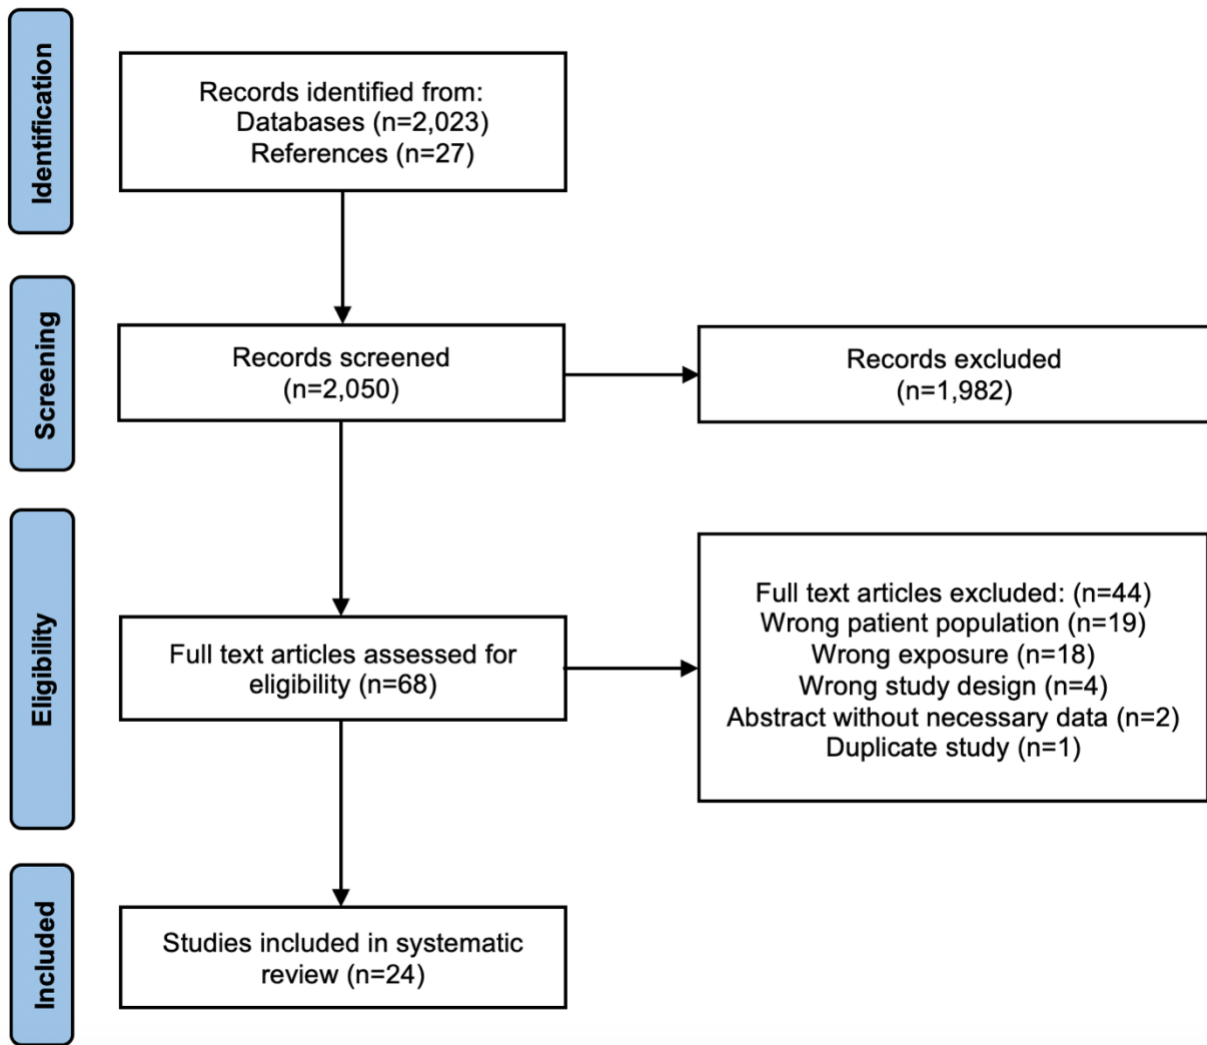 Identification
Records identified from:
Databases (n=2,023)
References (n=27)
Screening
Records screened
(n=2,050)
Records excluded
(n=1,982)
Eligibility
Full text articles assessed for
eligibility (n=68)
Full text articles excluded: (n=44)
Wrong patient population (n=19)
Wrong exposure (n=18)
Wrong study design (n=4)
Abstract without necessary data (n=2)
Duplicate study (n=1)
Included
Studies included in systematic
review (n=24)